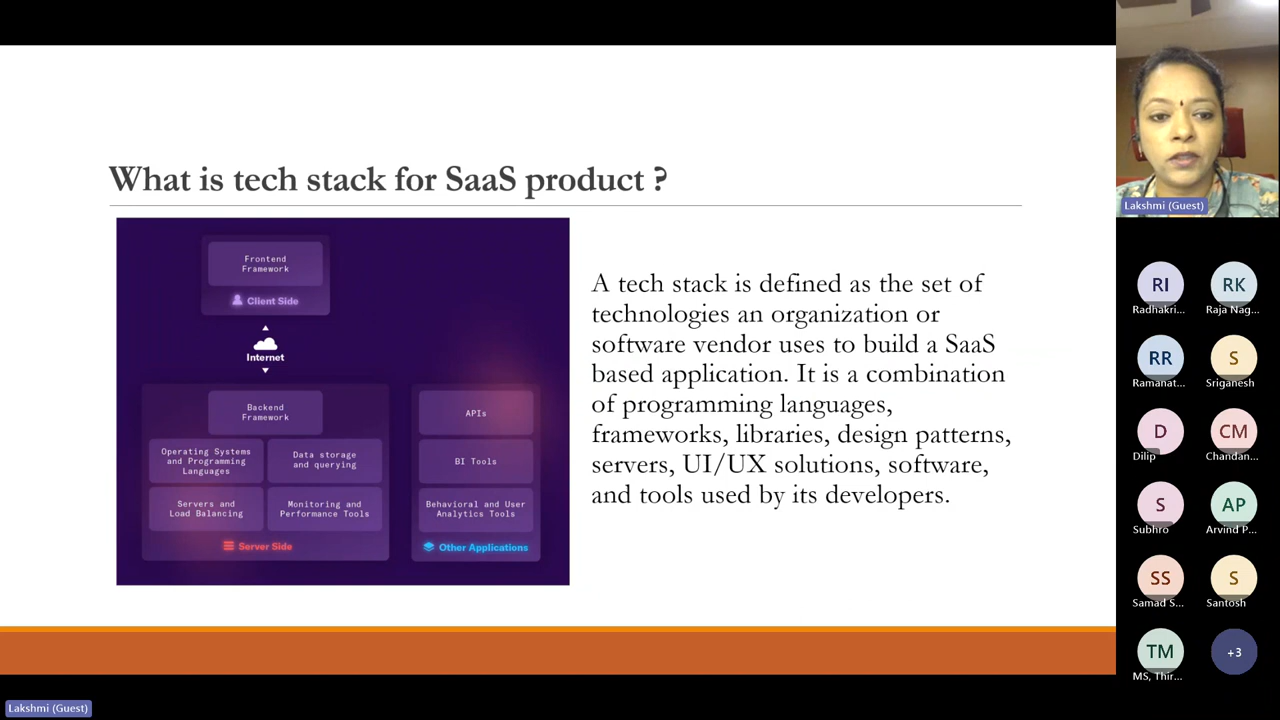 What is tech stack for SaaS product ?
Frontend
Framework
Client Side
Internet
Backend
Framework
Operating Systems
and Programming
Languages
Data storage
and querying
Servers and
Load Balancing
Monitoring and
Performance Tools
Server Side
APIs
BI Tools
Behavioral and User
Analytics Tools
Other Applications
A tech stack is defined as the set of
technologies an organization or
software vendor uses to build a SaaS
based application. It is a combination
of programming languages,
frameworks, libraries, design patterns,
servers, UI/UX solutions, software,
and tools used by its developers.
Lakshmi (Guest)
RI
Radhakri...
RK
Raja Nag...
RR
Ramanat...
S
Sriganesh
D
Dilip
CM
Chandan...
S
Subhro
AP
Arvind P...
SS
Samad S...
S
Santosh
TM
MS, Thir...
+3
Lakshmi (Guest)